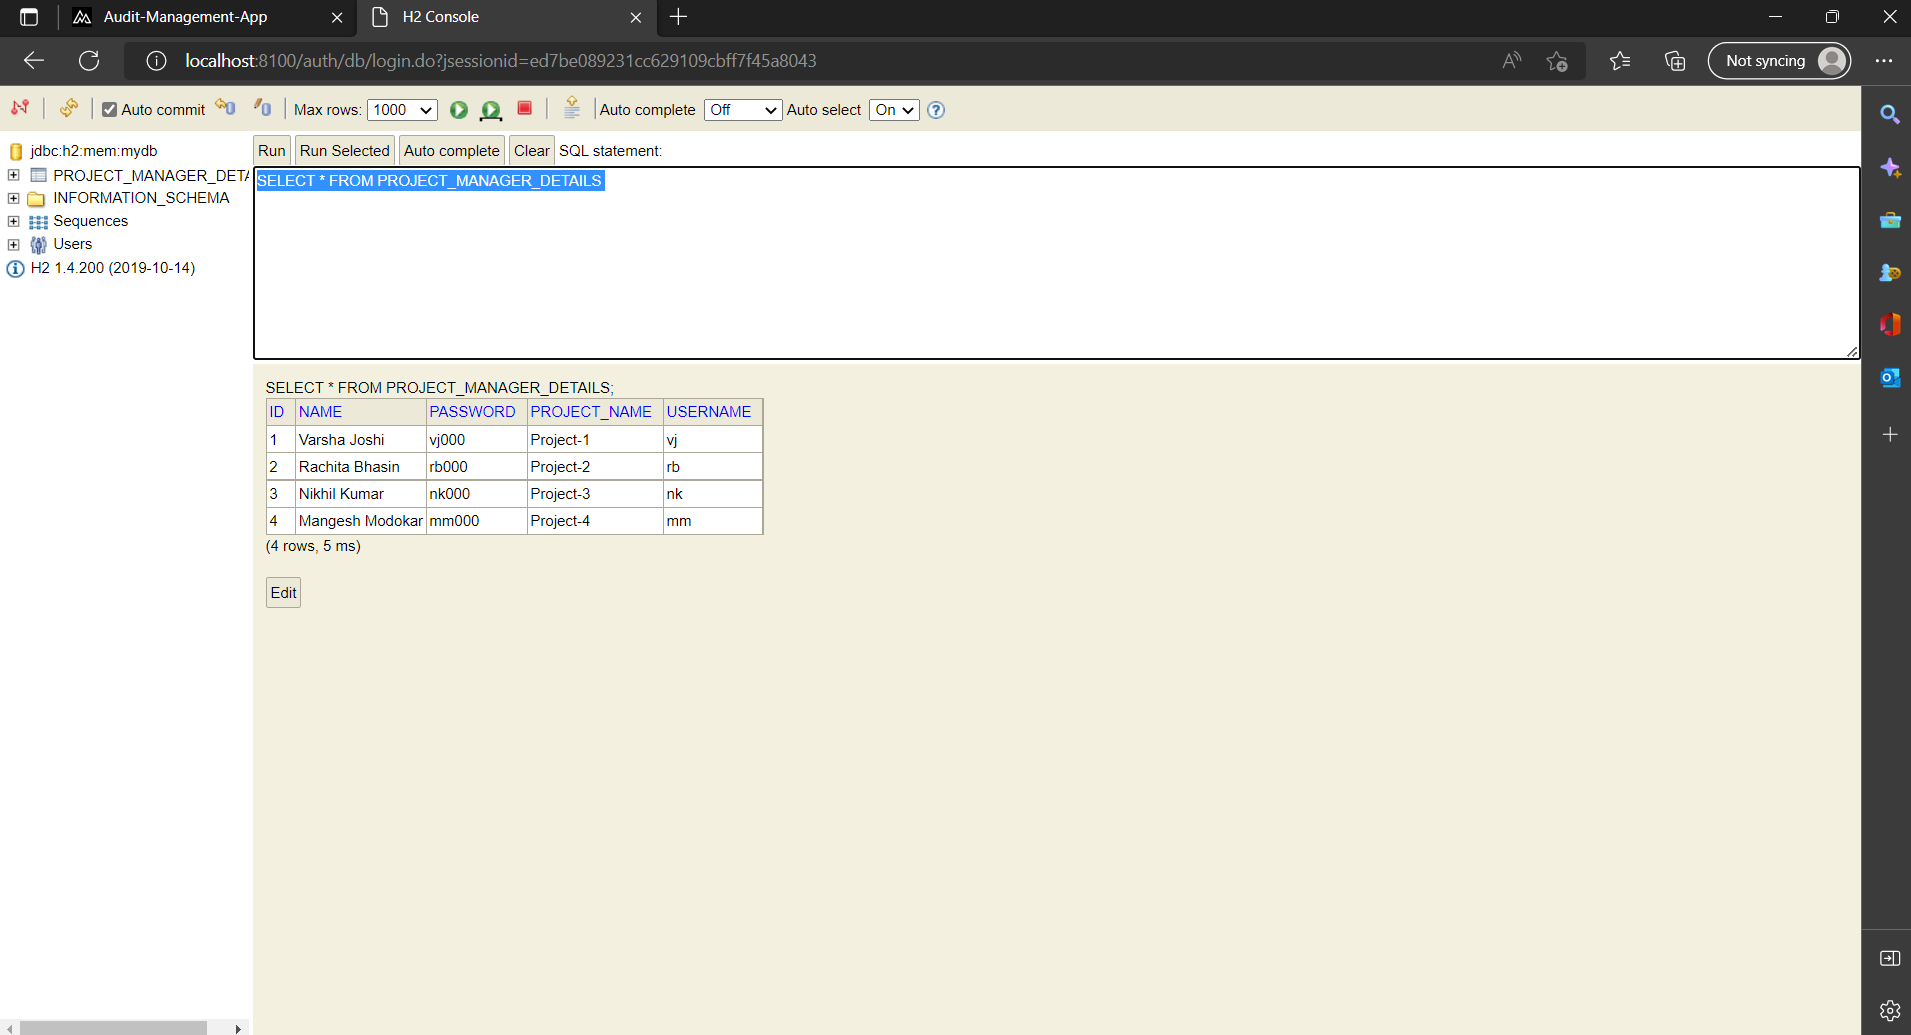 Audit-Management-App
H2 Console
localhost:8100/auth/db/login.do?jsessionid=ed7be089231cc629109cbff7f45a8043
Not syncing
Auto commit
Max rows: 1000
Auto complete Off
Auto select On
jdbc:h2:mem:mydb
PROJECT_MANAGER_DETA
INFORMATION_SCHEMA
Sequences
Users
H2 1.4.200 (2019-10-14)
Run Run Selected Auto complete Clear SQL statement:
SELECT * FROM PROJECT_MANAGER_DETAILS
SELECT * FROM PROJECT_MANAGER_DETAILS;
ID NAME PASSWORD PROJECT_NAME USERNAME
1 Varsha Joshi vj000 Project-1 vj
2 Rachita Bhasin rb000 Project-2 rb
3 Nikhil Kumar nk000 Project-3 nk
4 Mangesh Modokar mm000 Project-4 mm
(4 rows, 5 ms)
Edit